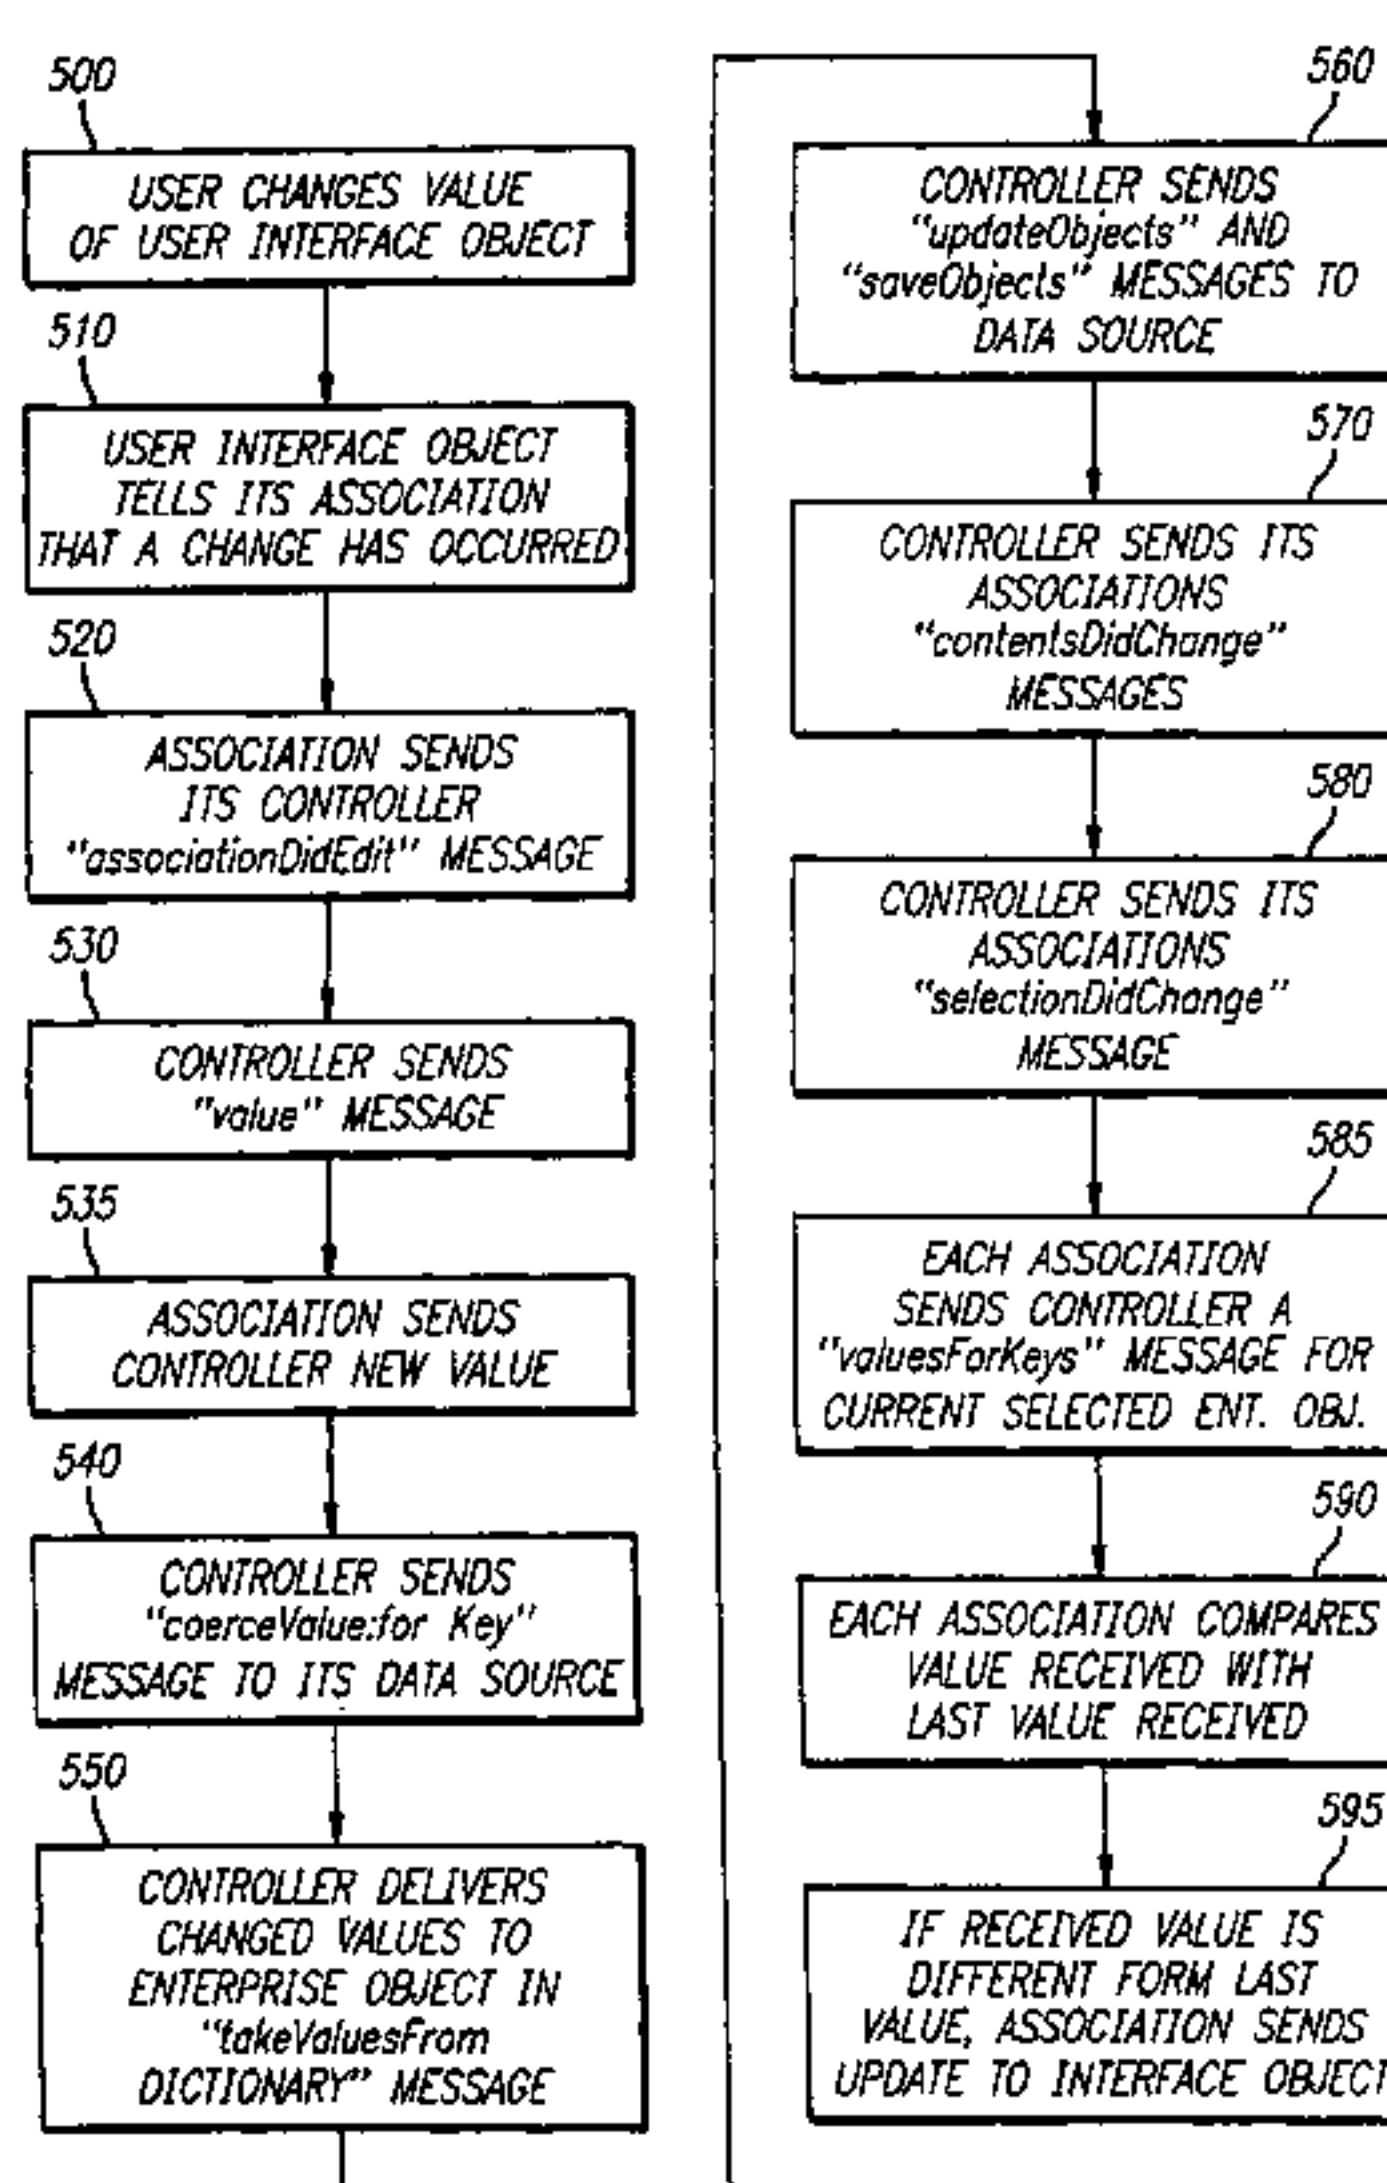 500
USER CHANGES VALUE
OF USER INTERFACE OBJECT
510
USER INTERFACE OBJECT
TELLS ITS ASSOCIATION
THAT A CHANGE HAS OCCURRED
520
ASSOCIATION SENDS
ITS CONTROLLER
"associationDidEdit" MESSAGE
530
CONTROLLER SENDS
"value" MESSAGE
535
ASSOCIATION SENDS
CONTROLLER NEW VALUE
540
CONTROLLER SENDS
"coerceValue:for Key"
MESSAGE TO ITS DATA SOURCE
550
CONTROLLER DELIVERS
CHANGED VALUES TO
ENTERPRISE OBJECT IN
"takeValuesFrom
DICTIONARY" MESSAGE
560
CONTROLLER SENDS
"updateObjects" AND
"saveObjects" MESSAGES TO
DATA SOURCE
570
CONTROLLER SENDS ITS
ASSOCIATIONS
"contentsDidChange"
MESSAGES
580
CONTROLLER SENDS ITS
ASSOCIATIONS
"selectionDidChange"
MESSAGE
585
EACH ASSOCIATION
SENDS CONTROLLER A
"valuesForKeys" MESSAGE FOR
CURRENT SELECTED ENT. OBJ.
590
EACH ASSOCIATION COMPARES
VALUE RECEIVED WITH
LAST VALUE RECEIVED
595
IF RECEIVED VALUE IS
DIFFERENT FORM LAST
VALUE, ASSOCIATION SENDS
UPDATE TO INTERFACE OBJECT